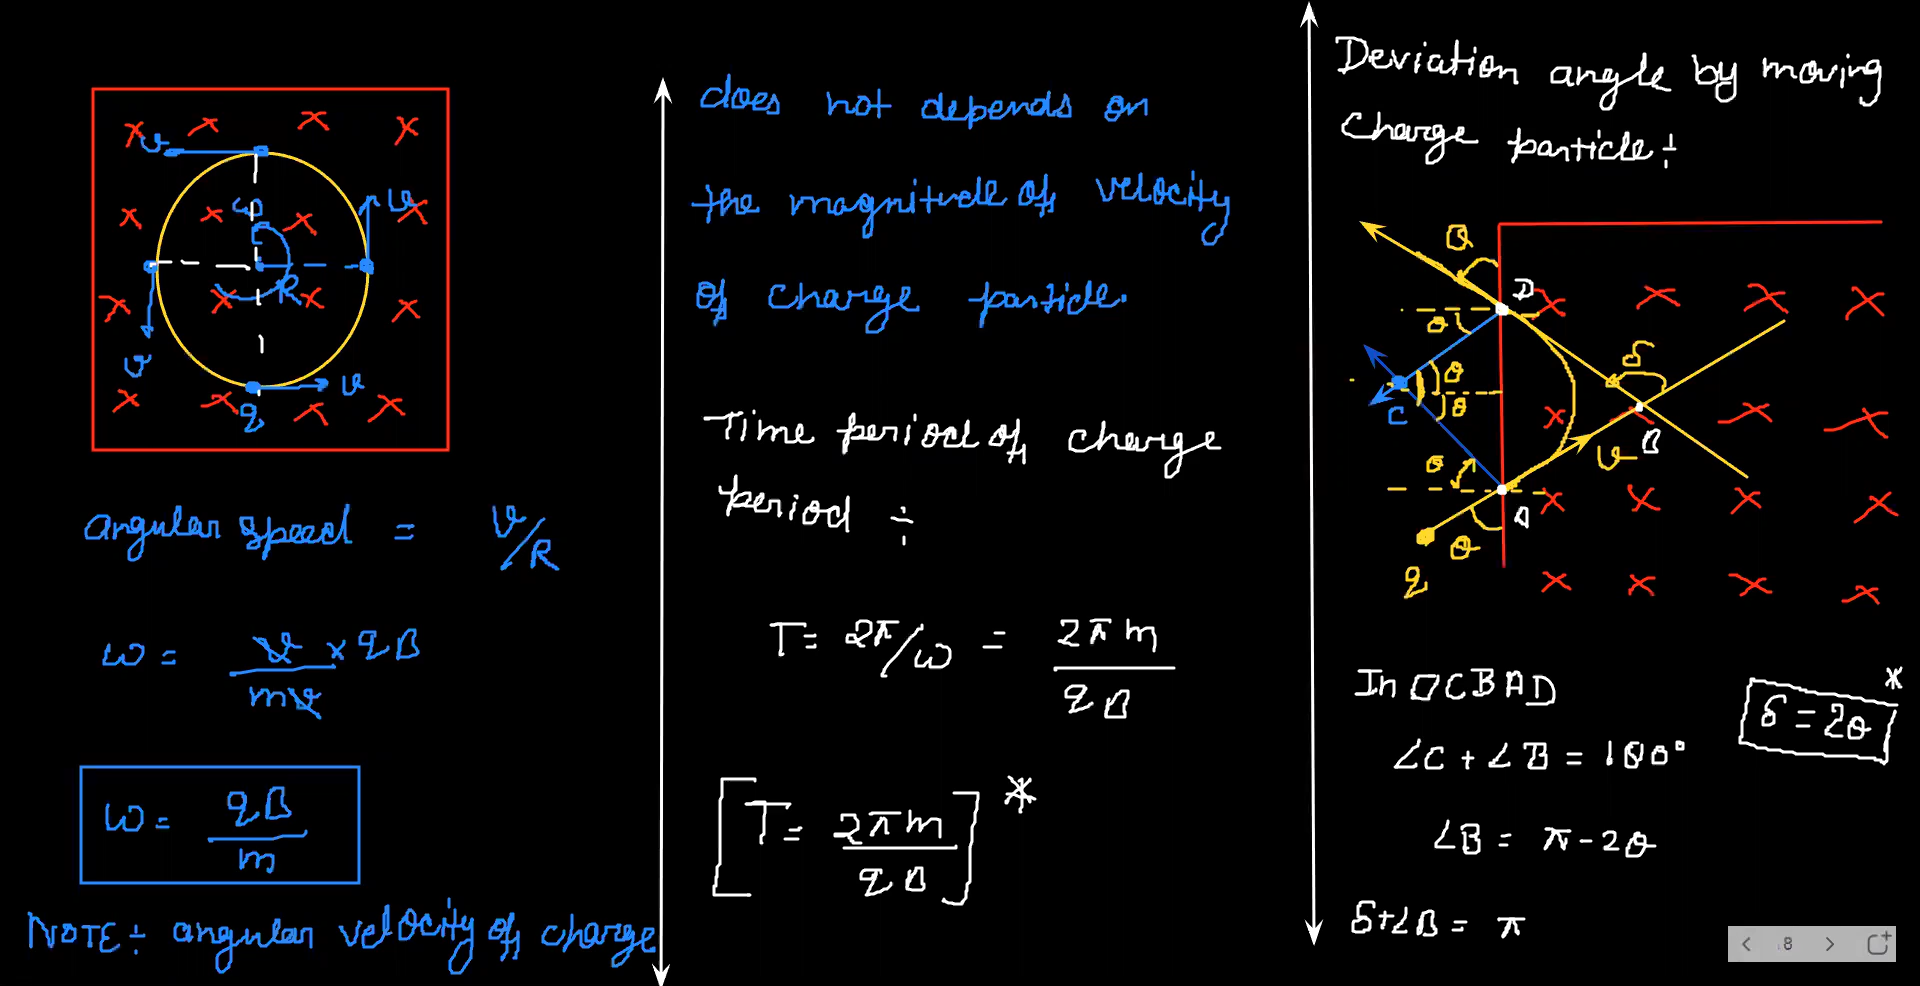 v
v
ω
R
v
v
q
angular speed = v/R
ω = v × qB
mv
ω = qB
m
NOTE ÷ angular velocity of charge
does not depends on
the magnitude of velocity
of charge particle.
Time period of charge
period ÷
T = 2π/ω = 2πm
qB
[T = 2πm]*
qB
Deviation angle by moving
charge particle ÷
θ
D
θ
δ
θ
C
θ
B
v
θ
A
θ
q
In □CBAD
δ = 2θ *
∠C + ∠B = 180°
∠B = π - 2θ
δ + ∠B = π
8